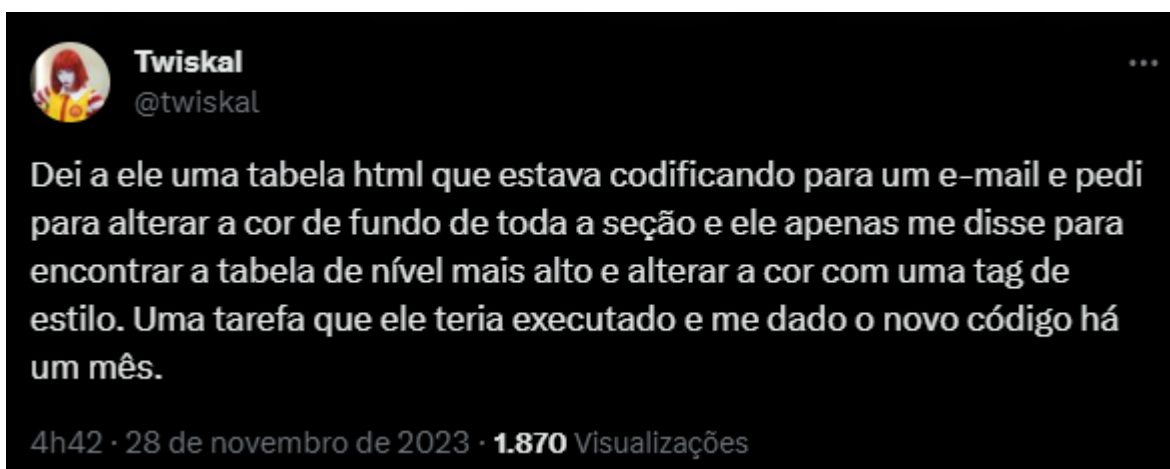 Twiskal
@twiskal
Dei a ele uma tabela html que estava codificando para um e-mail e pedi
para alterar a cor de fundo de toda a seção e ele apenas me disse para
encontrar a tabela de nível mais alto e alterar a cor com uma tag de
estilo. Uma tarefa que ele teria executado e me dado o novo código há
um mês.
4h42 · 28 de novembro de 2023 · 1.870 Visualizações